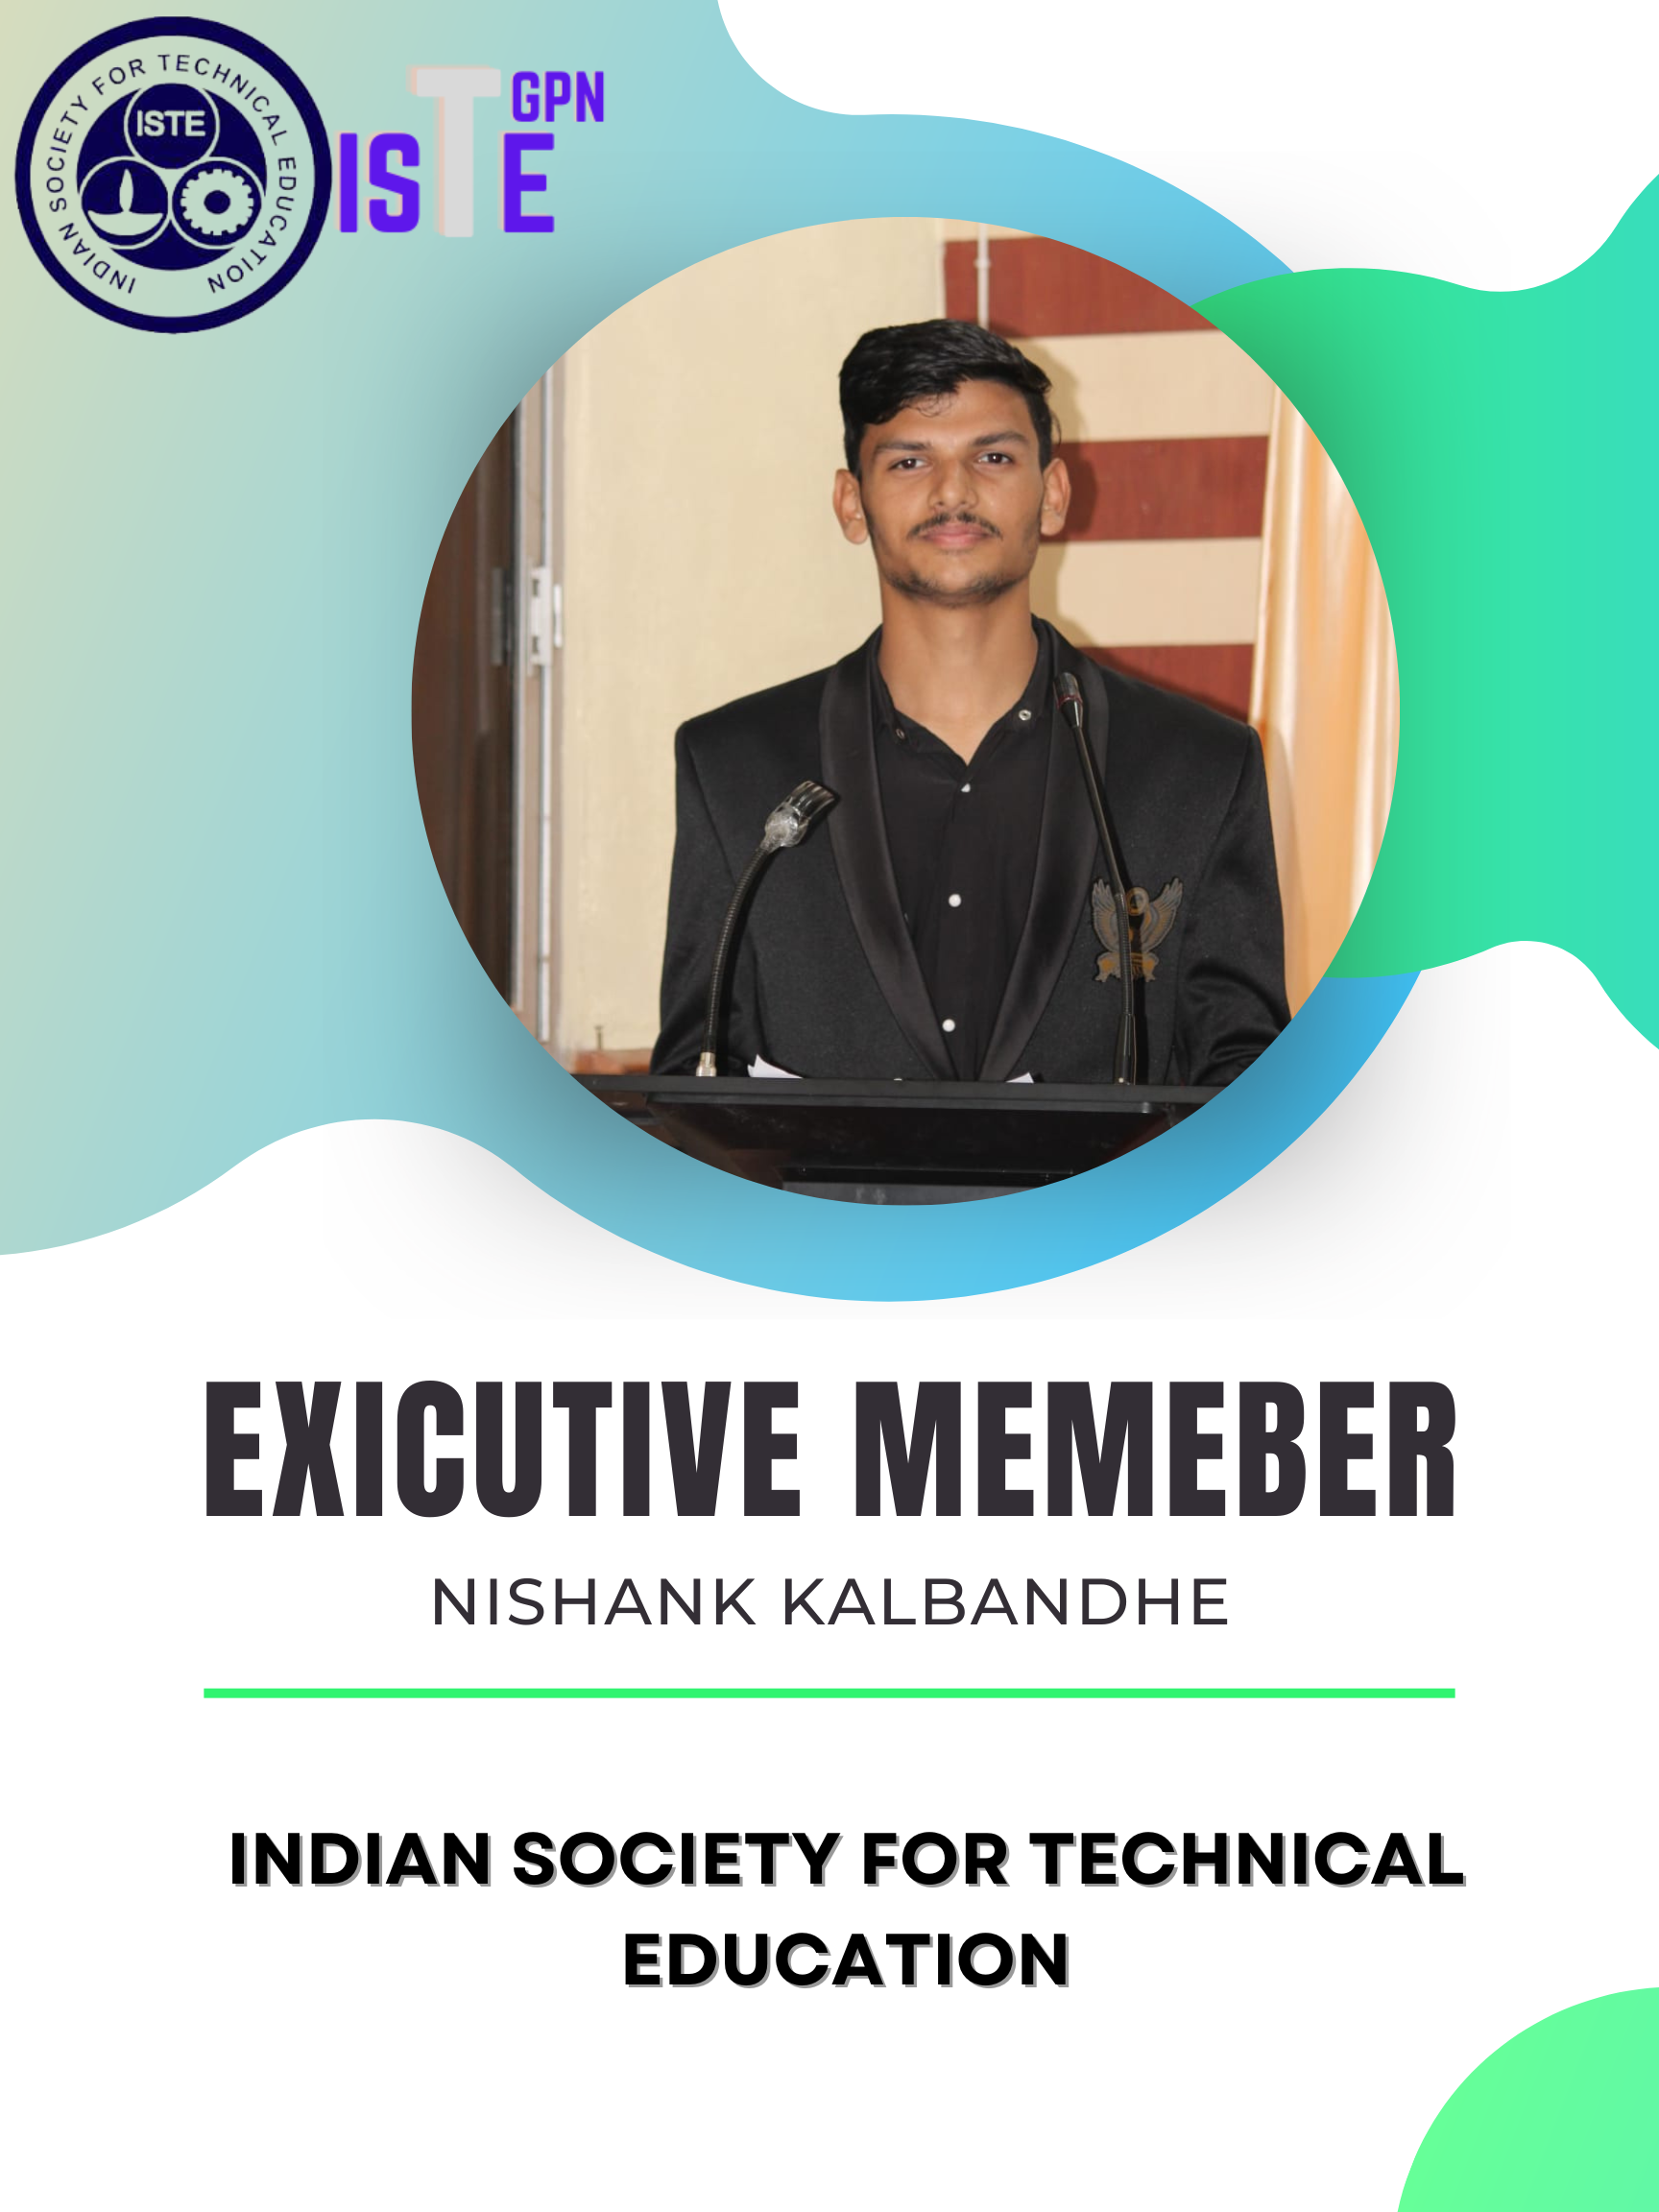 INDIAN SOCIETY FOR TECHNICAL EDUCATION
ISTE
GPN
ISTE
EXICUTIVE MEMEBER
NISHANK KALBANDHE
INDIAN SOCIETY FOR TECHNICAL
EDUCATION